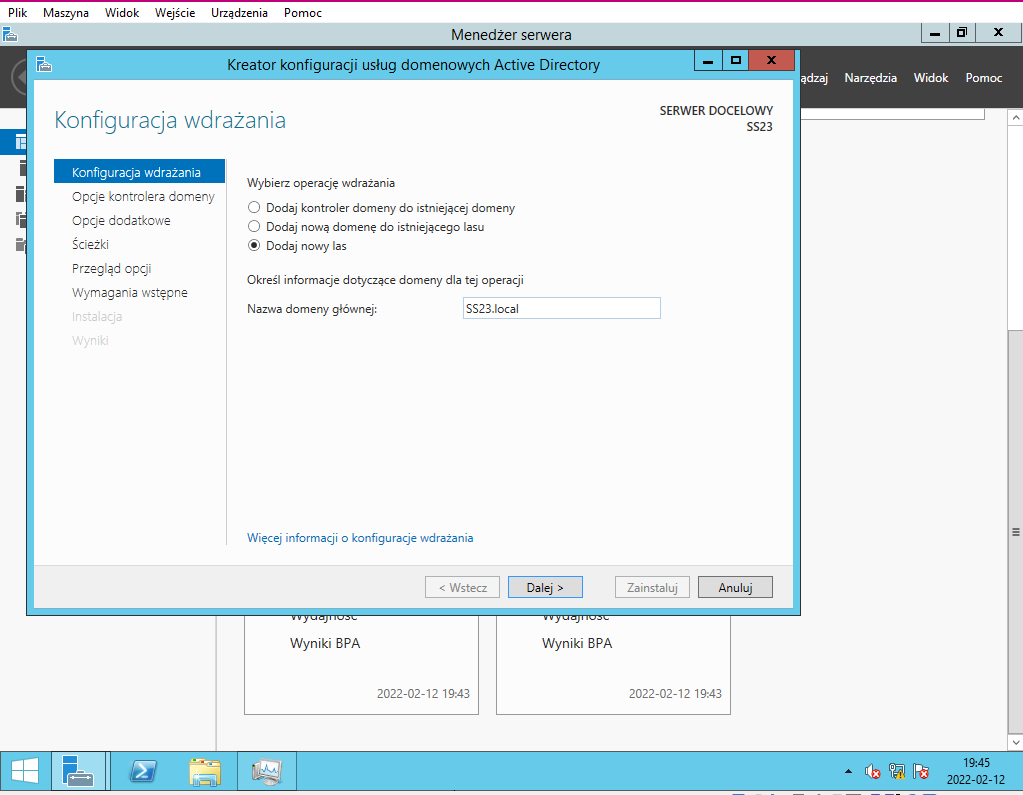 Plik Maszyna Widok Wejście Urządzenia Pomoc
Menedżer serwera
Kreator konfiguracji usług domenowych Active Directory
ądzaj Narzędzia Widok Pomoc
Konfiguracja wdrażania
SERWER DOCELOWY
SS23
Konfiguracja wdrażania
Opcje kontrolera domeny
Opcje dodatkowe
Ścieżki
Przegląd opcji
Wymagania wstępne
Instalacja
Wyniki
Wybierz operację wdrażania
Dodaj kontroler domeny do istniejącej domeny
Dodaj nową domenę do istniejącego lasu
Dodaj nowy las
Określ informacje dotyczące domeny dla tej operacji
Nazwa domeny głównej: SS23.local
Więcej informacji o konfiguracje wdrażania
< Wstecz Dalej > Zainstaluj Anuluj
Wydajność Wydajność
Wyniki BPA Wyniki BPA
2022-02-12 19:43 2022-02-12 19:43
19:45
2022-02-12